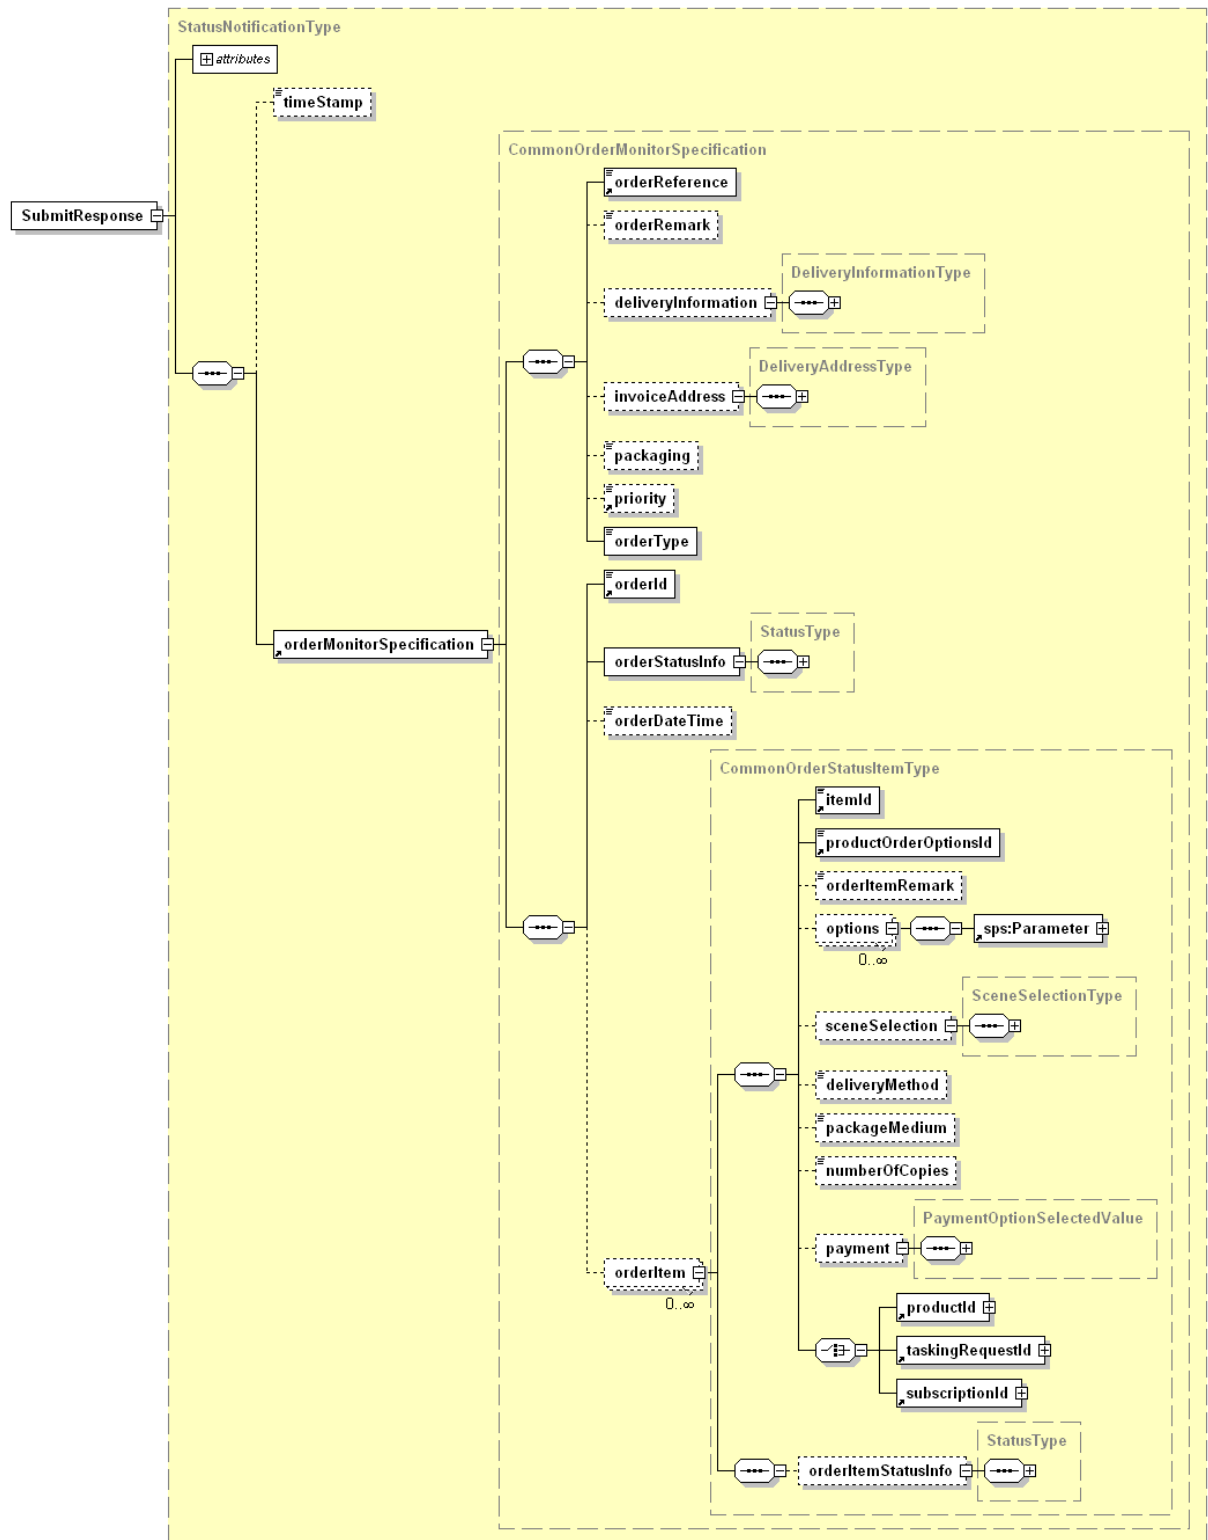 StatusNotificationType
attributes
timeStamp
CommonOrderMonitorSpecification
orderReference
SubmitResponse
orderRemark
DeliveryInformationType
deliveryInformation
DeliveryAddressType
invoiceAddress
packaging
priority
orderType
orderId
StatusType
orderMonitorSpecification
orderStatusInfo
orderDateTime
CommonOrderStatusItemType
itemId
productOrderOptionsId
orderItemRemark
options
sps:Parameter
0..∞
SceneSelectionType
sceneSelection
deliveryMethod
packageMedium
numberOfCopies
PaymentOptionSelectedValue
payment
orderItem
0..∞
productId
taskingRequestId
subscriptionId
StatusType
orderItemStatusInfo